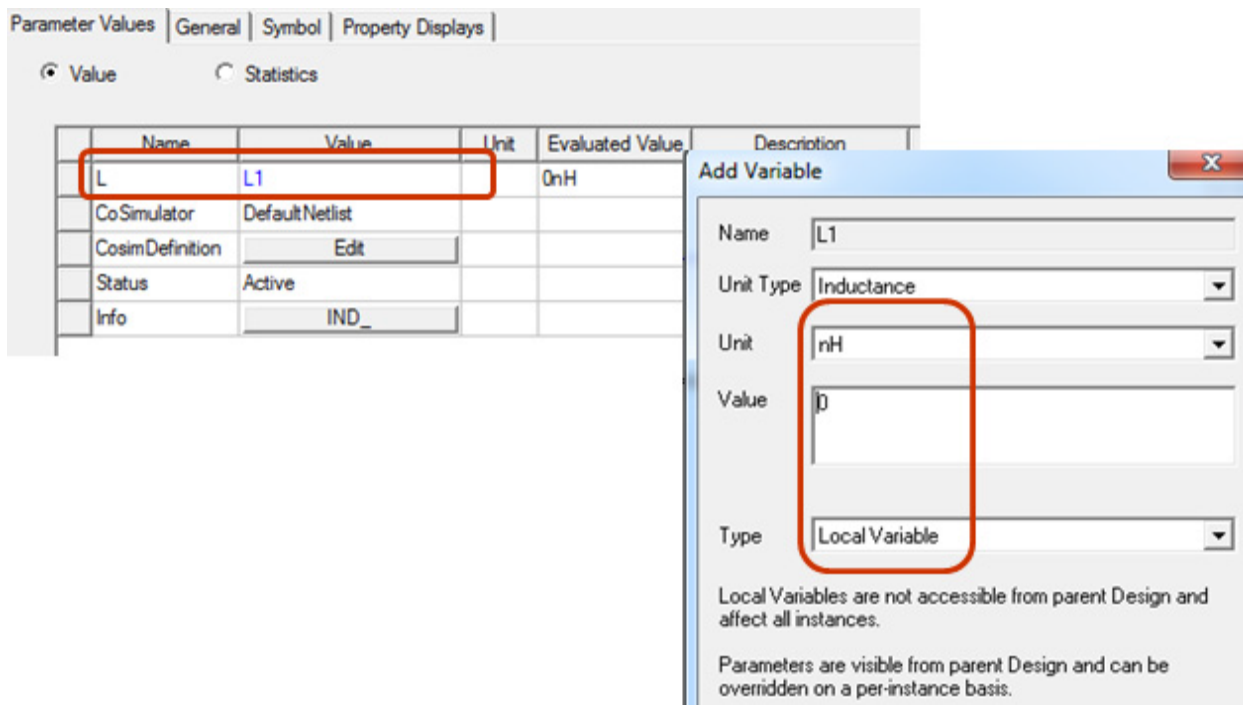 Parameter Values General Symbol Property Displays
Value Statistics
Name Value Unit Evaluated Value Description
L L1 0nH
CoSimulator DefaultNetlist
CosimDefinition Edit
Status Active
Info IND_
Add Variable
Name L1
Unit Type Inductance
Unit nH
Value 0
Type Local Variable
Local Variables are not accessible from parent Design and
affect all instances.
Parameters are visible from parent Design and can be
overridden on a per-instance basis.